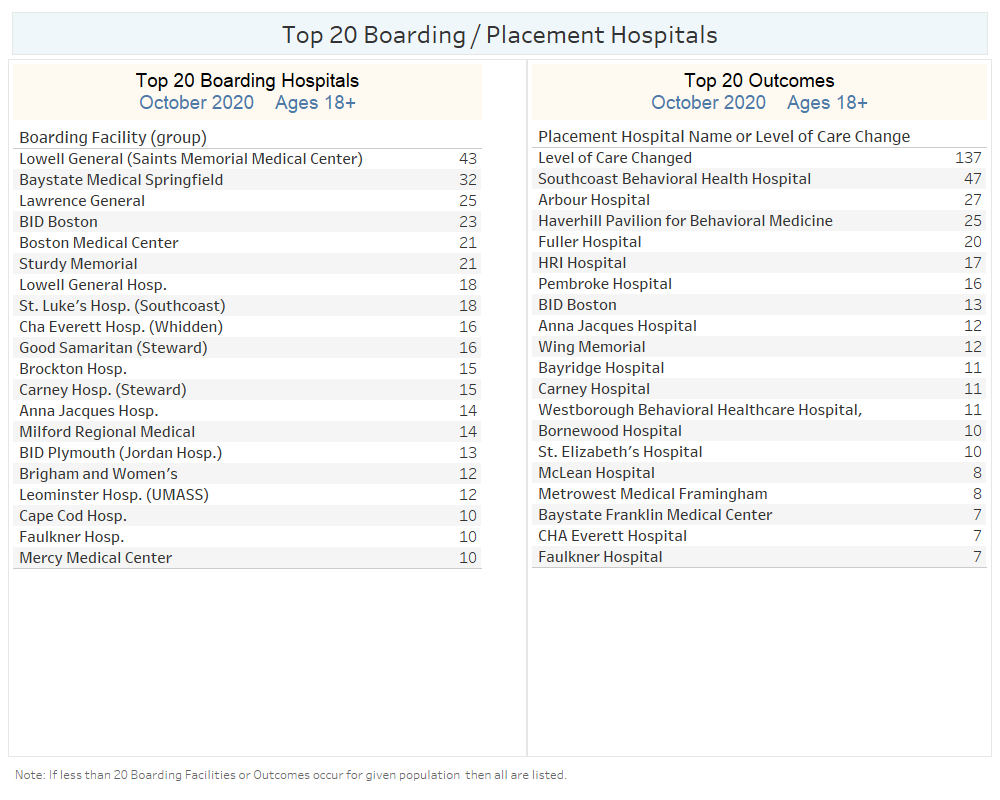 Top 20 Boarding / Placement Hospitals
Top 20 Boarding Hospitals
October 2020 Ages 18+
Boarding Facility (group)
Lowell General (Saints Memorial Medical Center) 43
Baystate Medical Springfield 32
Lawrence General 25
BID Boston 23
Boston Medical Center 21
Sturdy Memorial 21
Lowell General Hosp. 18
St. Luke's Hosp. (Southcoast) 18
Cha Everett Hosp. (Whidden) 16
Good Samaritan (Steward) 16
Brockton Hosp. 15
Carney Hosp. (Steward) 15
Anna Jacques Hosp. 14
Milford Regional Medical 14
BID Plymouth (Jordan Hosp.) 13
Brigham and Women's 12
Leominster Hosp. (UMASS) 12
Cape Cod Hosp. 10
Faulkner Hosp. 10
Mercy Medical Center 10
Top 20 Outcomes
October 2020 Ages 18+
Placement Hospital Name or Level of Care Change
Level of Care Changed 137
Southcoast Behavioral Health Hospital 47
Arbour Hospital 27
Haverhill Pavilion for Behavioral Medicine 25
Fuller Hospital 20
HRI Hospital 17
Pembroke Hospital 16
BID Boston 13
Anna Jacques Hospital 12
Wing Memorial 12
Bayridge Hospital 11
Carney Hospital 11
Westborough Behavioral Healthcare Hospital, 11
Bornewood Hospital 10
St. Elizabeth's Hospital 10
McLean Hospital 8
Metrowest Medical Framingham 8
Baystate Franklin Medical Center 7
CHA Everett Hospital 7
Faulkner Hospital 7
Note: If less than 20 Boarding Facilities or Outcomes occur for given population then all are listed.